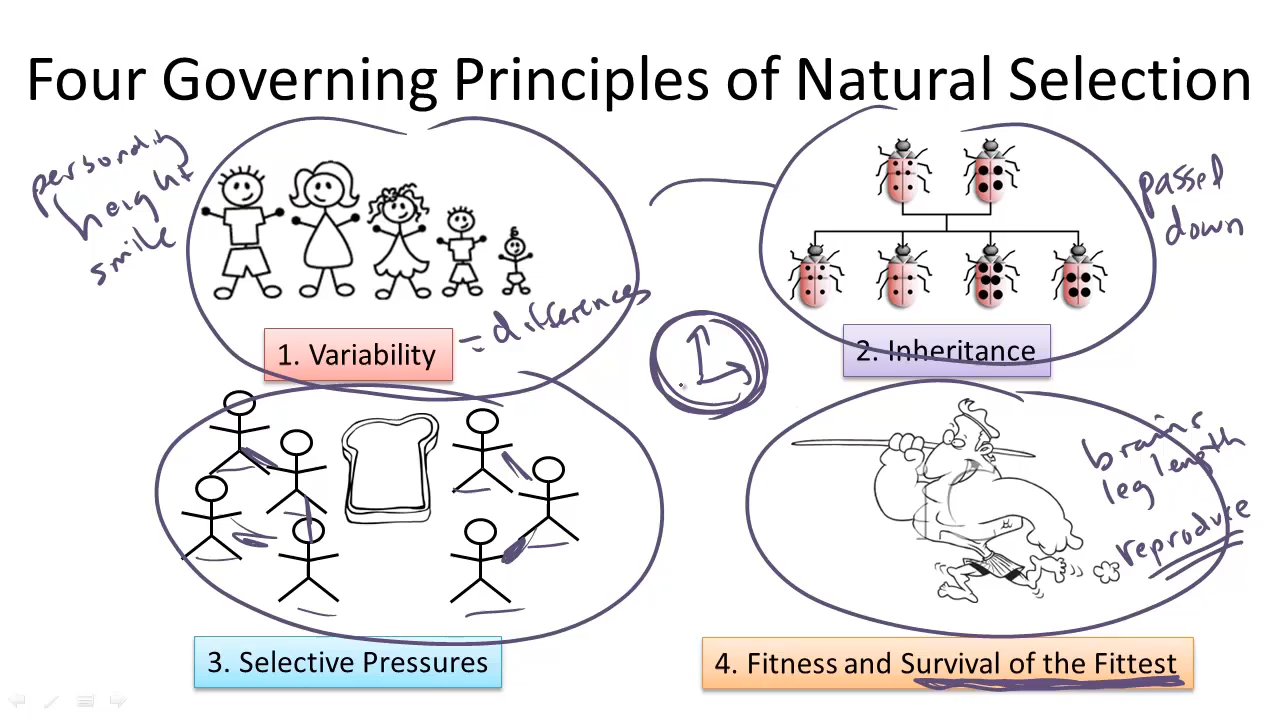 Four Governing Principles of Natural Selection
personality
height
smile
passed
down
= differences
1. Variability
2. Inheritance
brains
leg length
reproduce
3. Selective Pressures
4. Fitness and Survival of the Fittest